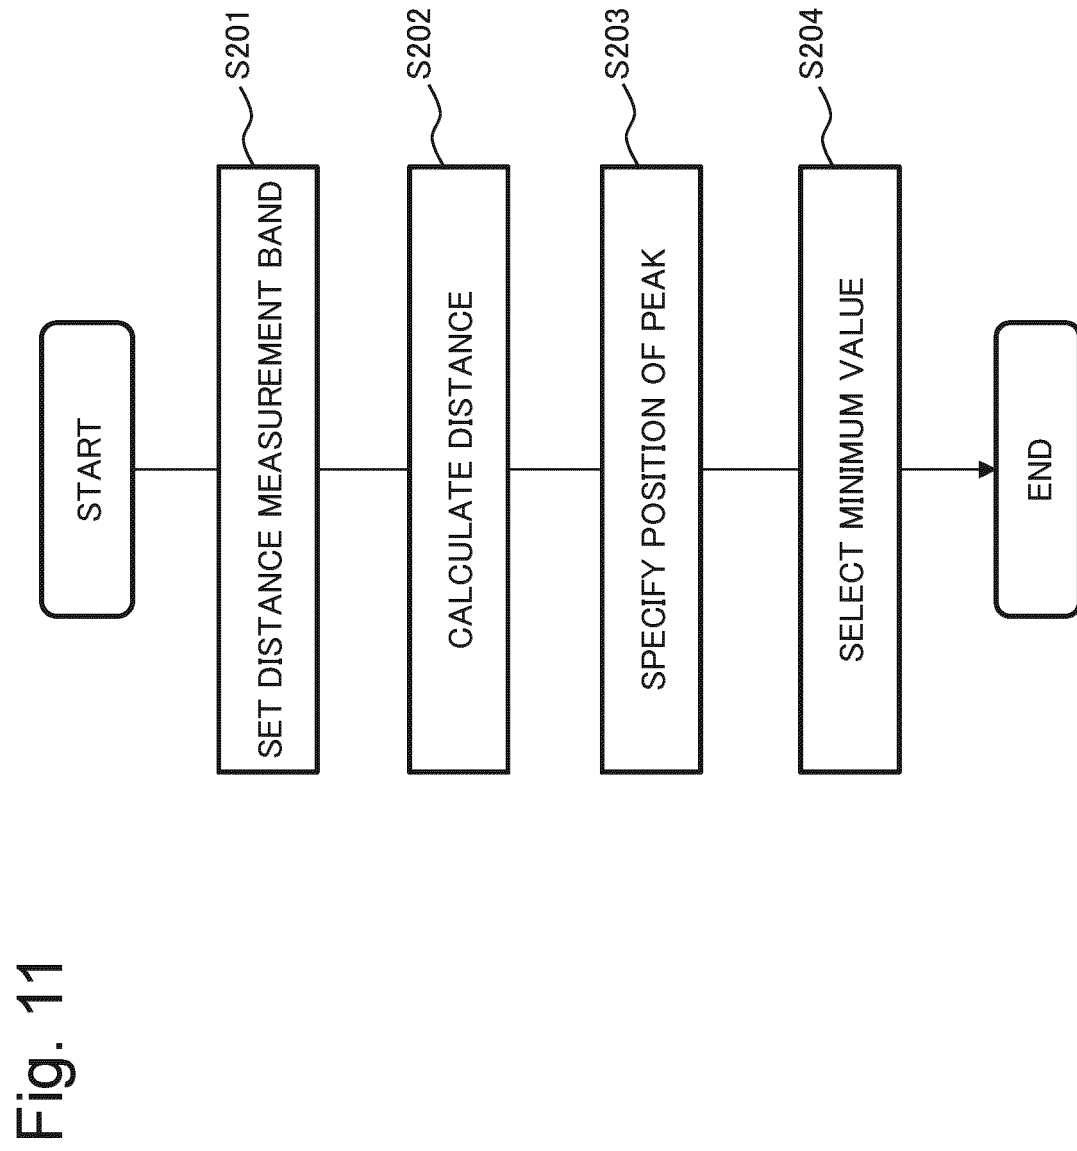 Fig. 11
START
SET DISTANCE MEASUREMENT BAND
S201
CALCULATE DISTANCE
S202
SPECIFY POSITION OF PEAK
S203
SELECT MINIMUM VALUE
S204
END